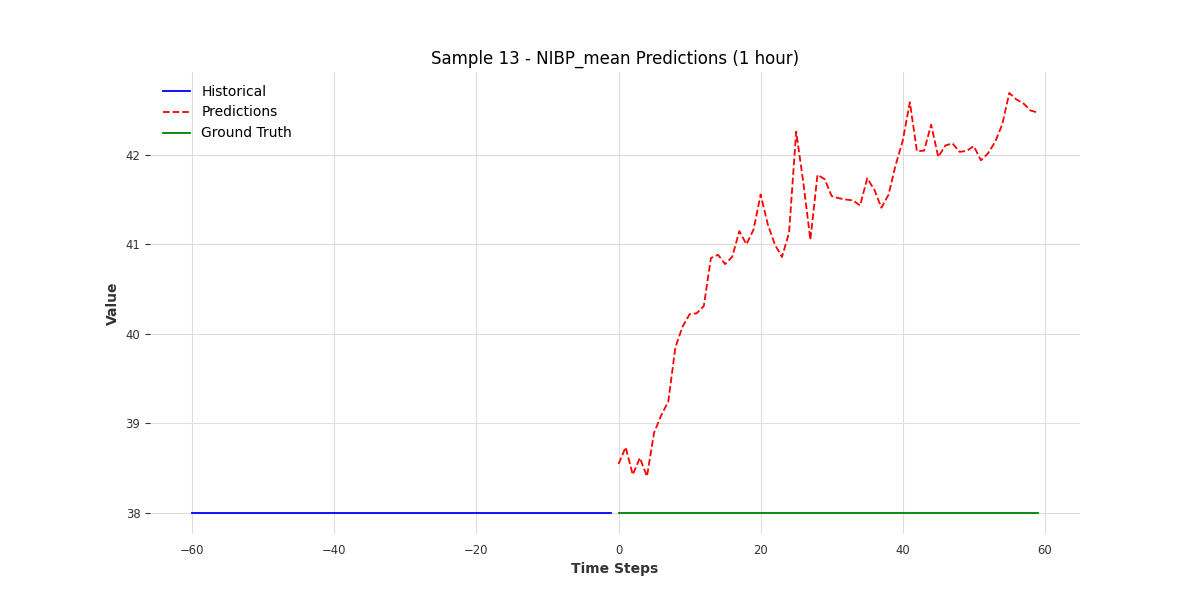 Sample 13 - NIBP_mean Predictions (1 hour)
Historical
Predictions
Ground Truth
42
41
40
39
38
Value
−60
−40
−20
0
20
40
60
Time Steps